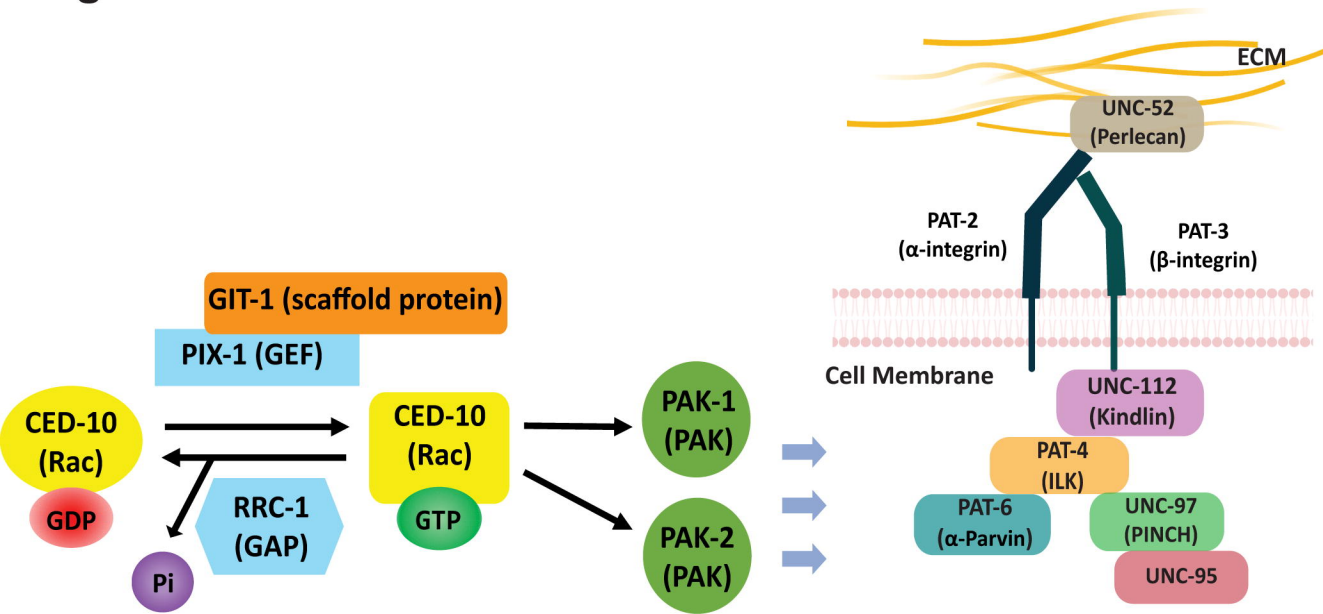 ECM
UNC-52
(Perlecan)
PAT-2
(α-integrin)
PAT-3
(β-integrin)
GIT-1 (scaffold protein)
PIX-1 (GEF)
Cell Membrane
CED-10
(Rac)
GDP
CED-10
(Rac)
GTP
RRC-1
(GAP)
Pi
PAK-1
(PAK)
PAK-2
(PAK)
UNC-112
(Kindlin)
PAT-4
(ILK)
PAT-6
(α-Parvin)
UNC-97
(PINCH)
UNC-95